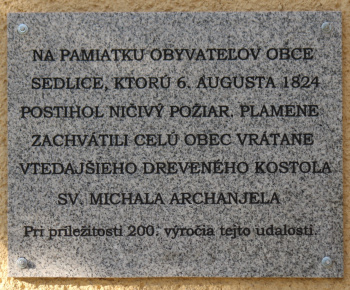 NA PAMIATKU OBYVATEĽOV OBCE
SEDLICE, KTORÚ 6. AUGUSTA 1824
POSTIHOL NIČIVÝ POŽIAR. PLAMENE
ZACHVÁTILI CELÚ OBEC VRÁTANE
VTEDAJŠIEHO DREVENÉHO KOSTOLA
SV. MICHALA ARCHANJELA
Pri príležitosti 200. výročia tejto udalosti.